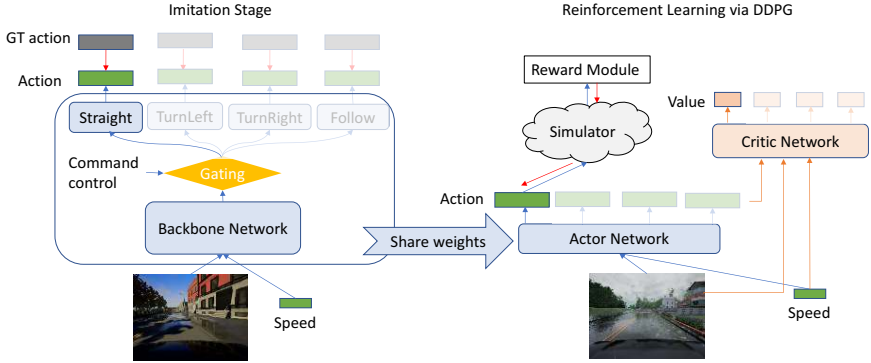 Imitation Stage
GT action
Action
Straight
TurnLeft
TurnRight
Follow
Command
control
Gating
Backbone Network
Speed
Share weights
Reinforcement Learning via DDPG
Reward Module
Simulator
Value
Critic Network
Action
Actor Network
Speed